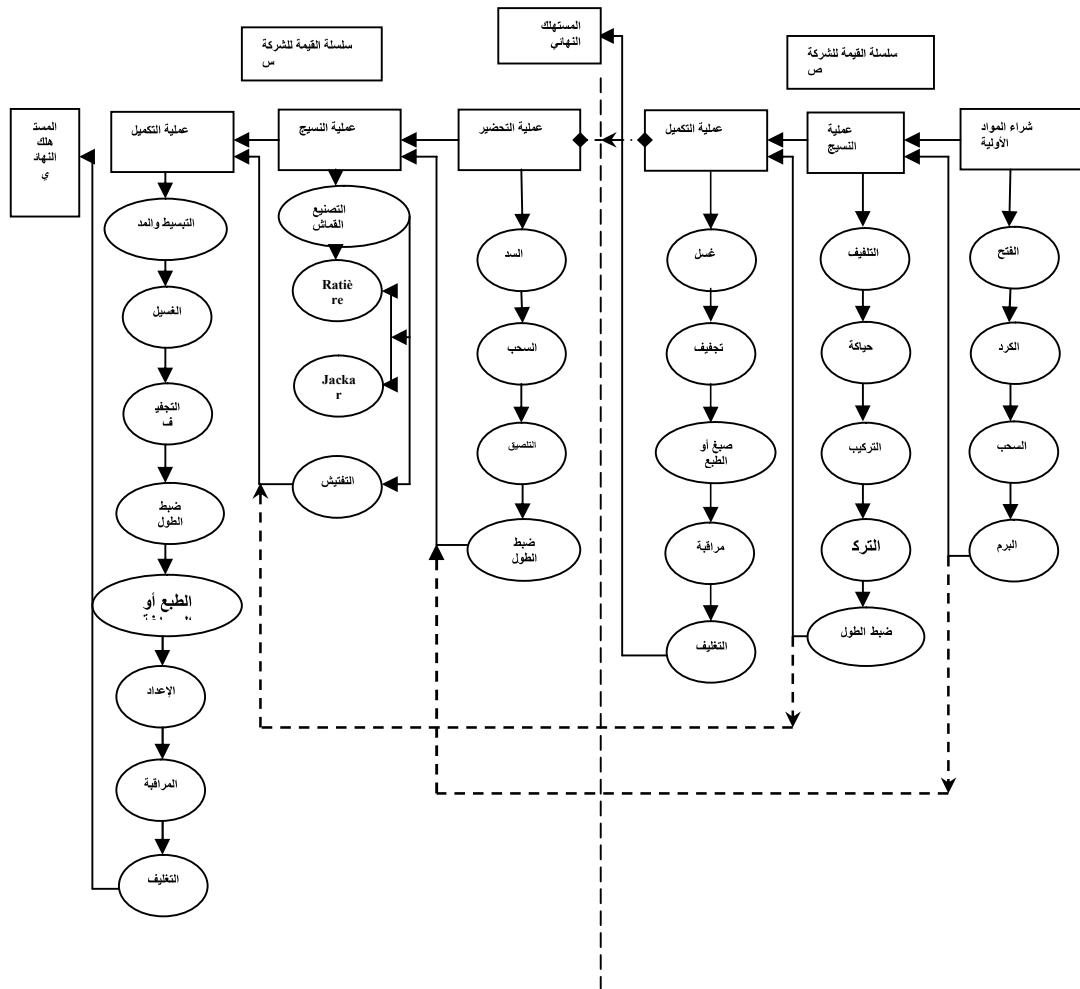 المستهلك
النهائي
سلسلة القيمة للشركة
ص
سلسلة القيمة للشركة
س
شراء المواد
الأولية
عملية
النسيج
عملية التكميل
عملية التحضير
عملية النسيج
عملية التكميل
المست
هلك
النهائ
ي
الفتح
الكرد
السحب
البرم
التلفيف
حياكة
التركيب
الترك
ضبط الطول
غسل
تجفيف
صبغ أو
الطبع
مراقبة
التغليف
السد
السحب
التلصيق
ضبط
الطول
التصنيع
القماش
Ratiè
re
Jackar
r
التفتيش
التبسيط والمد
الغسيل
التجفي
ف
ضبط
الطول
الطبع أو
الإعداد
المراقبة
التغليف